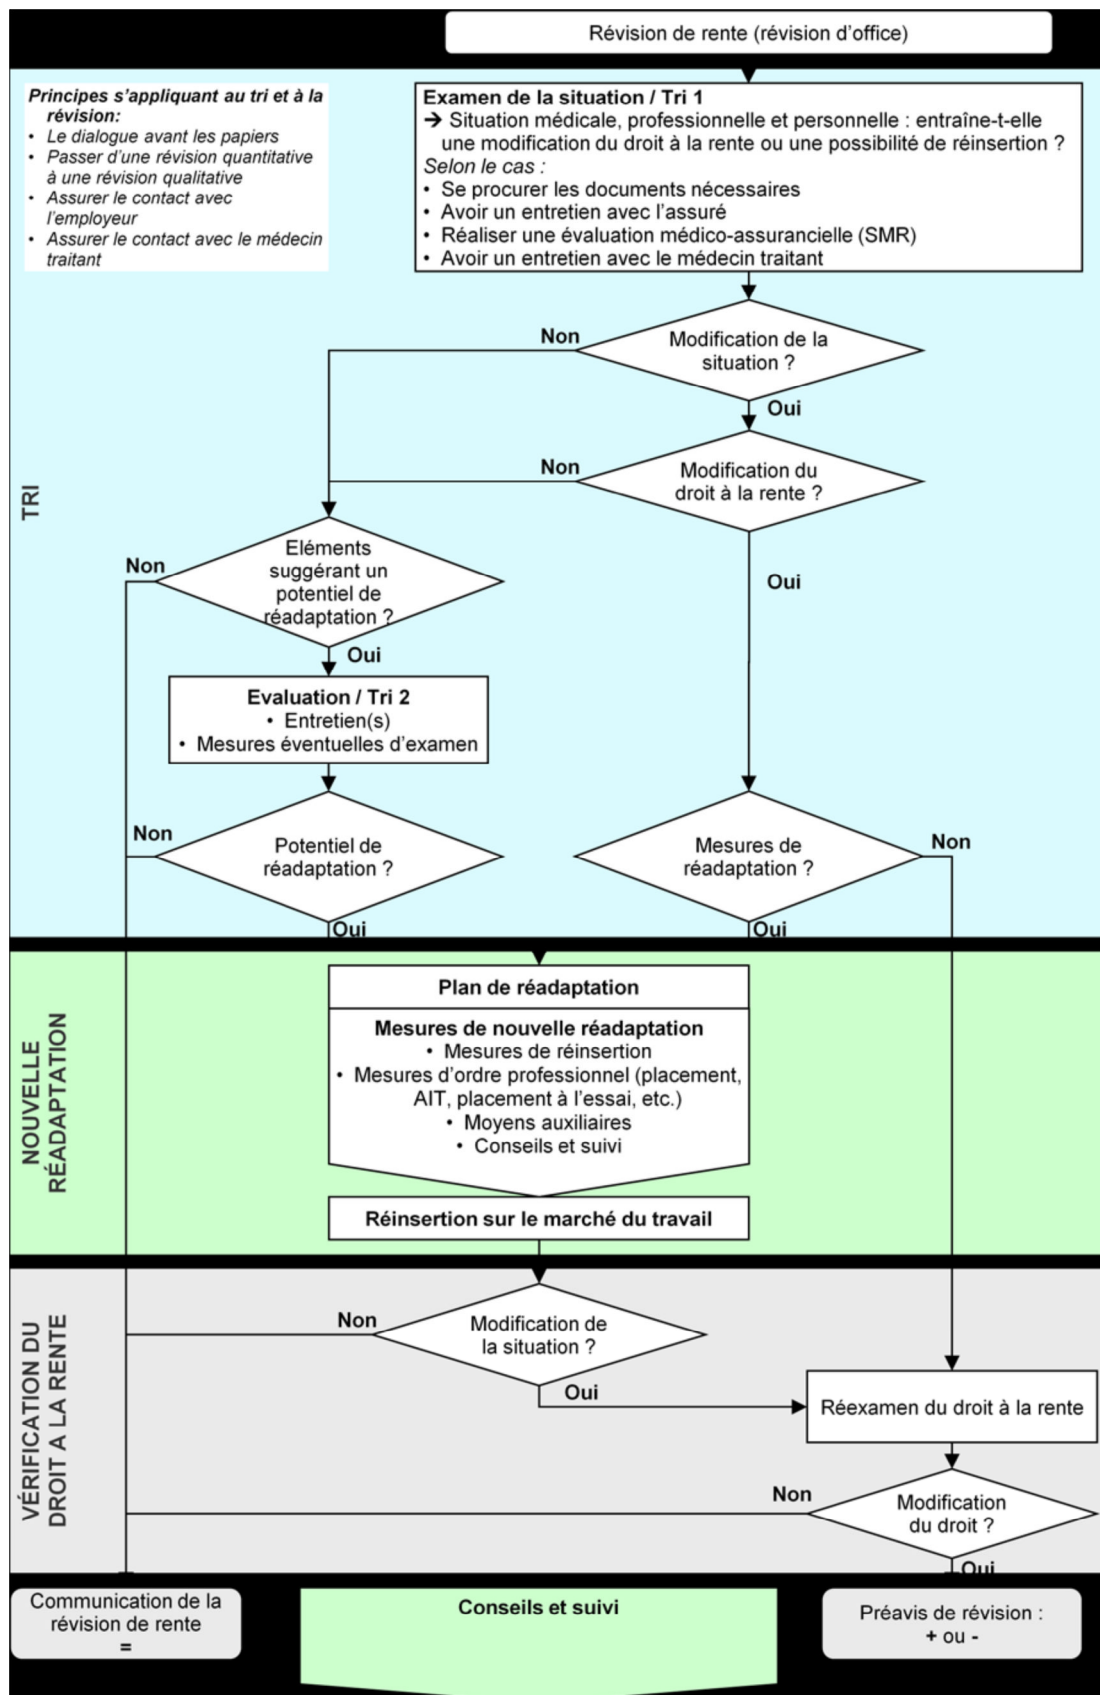 Révision de rente (révision d'office)
Principes s'appliquant au tri et à la
révision:
• Le dialogue avant les papiers
• Passer d'une révision quantitative
à une révision qualitative
• Assurer le contact avec
l'employeur
• Assurer le contact avec le médecin
traitant
Examen de la situation / Tri 1
→ Situation médicale, professionnelle et personnelle : entraîne-t-elle
une modification du droit à la rente ou une possibilité de réinsertion ?
Selon le cas :
• Se procurer les documents nécessaires
• Avoir un entretien avec l'assuré
• Réaliser une évaluation médico-assurancielle (SMR)
• Avoir un entretien avec le médecin traitant
TRI
Non
Modification de la
situation ?
Oui
Non
Modification du
droit à la rente ?
Oui
Non
Eléments
suggérant un
potentiel de
réadaptation ?
Oui
Evaluation / Tri 2
• Entretien(s)
• Mesures éventuelles d'examen
Non
Potentiel de
réadaptation ?
Oui
Mesures de
réadaptation ?
Non
Oui
NOUVELLE
RÉADAPTATION
Plan de réadaptation
Mesures de nouvelle réadaptation
• Mesures de réinsertion
• Mesures d'ordre professionnel (placement,
AIT, placement à l'essai, etc.)
• Moyens auxiliaires
• Conseils et suivi
Réinsertion sur le marché du travail
VÉRIFICATION DU
DROIT A LA RENTE
Non
Modification de
la situation ?
Oui
Réexamen du droit à la rente
Non
Modification
du droit ?
Oui
Communication de la
révision de rente
=
Conseils et suivi
Préavis de révision :
+ ou -